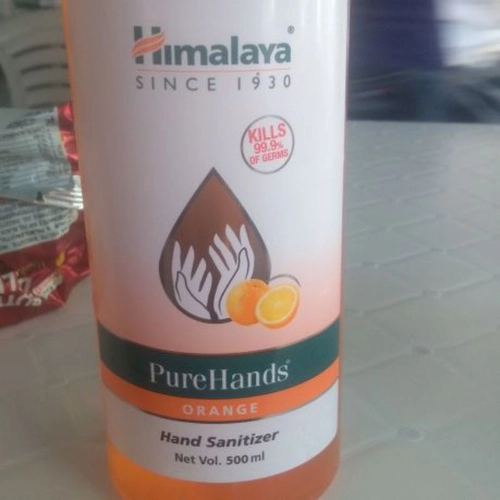 Himalaya®
SINCE 1930
KILLS
99.9%
OF GERMS
PureHands®
ORANGE
Hand Sanitizer
Net Vol. 500 ml